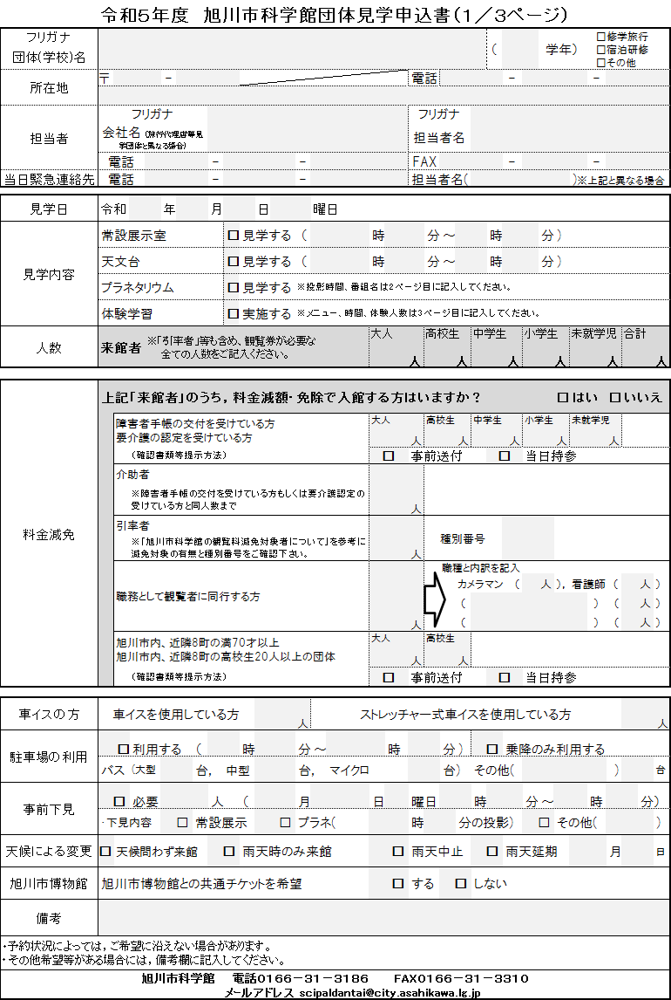 令和5年度　旭川市科学館団体見学申込書(1／3ページ)
フリガナ
団体(学校)名
(　学年)
□修学旅行
□宿泊研修
□その他
所在地
〒　－
電話　－　－
担当者
フリガナ
会社名(旅行代理店等見学団体と異なる場合)
フリガナ
担当者名
電話　－　－
FAX　－　－
当日緊急連絡先
電話　－　－
担当者名(　)※上記と異なる場合
見学日
令和　年　月　日　曜日
見学内容
常設展示室　□見学する (　時　分～　時　分)
天文台　□見学する (　時　分～　時　分)
プラネタリウム　□見学する ※投影時間、番組名は2ページ目に記入してください。
体験学習　□実施する ※メニュー、時間、体験人数は3ページ目に記入してください。
人数
来館者 ※「引率者」等も含め、観覧券が必要な
全ての人数をご記入ください。
大人　高校生　中学生　小学生　未就学児　合計
人　人　人　人　人　人
料金減免
上記「来館者」のうち，料金減額・免除で入館する方はいますか？　□はい　□いいえ
障害者手帳の交付を受けている方
要介護の認定を受けている方
(確認書類等提示方法)
大人　高校生　中学生　小学生　未就学児
人　人　人　人　人
□　事前送付　□　当日持参
介助者
※障害者手帳の交付を受けている方もしくは要介護認定の
受けている方と同人数まで
人
引率者
※「旭川市科学館の観覧料減免対象者について」を参考に
減免対象の有無と種別番号をご確認下さい。
人
種別番号
職務として観覧者に同行する方
人
職種と内訳を記入
カメラマン (　人)，看護師 (　人)
(　)　(　人)
(　)　(　人)
旭川市内、近隣8町の満70才以上
旭川市内、近隣8町の高校生20人以上の団体
(確認書類等提示方法)
大人　高校生
人　人
□　事前送付　□　当日持参
車イスの方
車イスを使用している方　人
ストレッチャー式車イスを使用している方　人
駐車場の利用
□利用する (　時　分～　時　分)　□　乗降のみ利用する
バス (大型　台，中型　台，マイクロ　台)　その他(　)　台
事前下見
□　必要　人　(　月　日　曜日　時　分～　時　分)
・下見内容　□　常設展示　□　プラネ(　時　分の投影)　□　その他(　)
天候による変更
□天候問わず来館　□　雨天時のみ来館　□　雨天中止　□　雨天延期　月　日
旭川市博物館
旭川市博物館との共通チケットを希望　□　する　□　しない
備考
・予約状況によっては，ご希望に沿えない場合があります。
・その他希望等がある場合には，備考欄に記入してください。
旭川市科学館　電話0166－31－3186　FAX0166－31－3310
メールアドレス scipaldantai@city.asahikawa.lg.jp